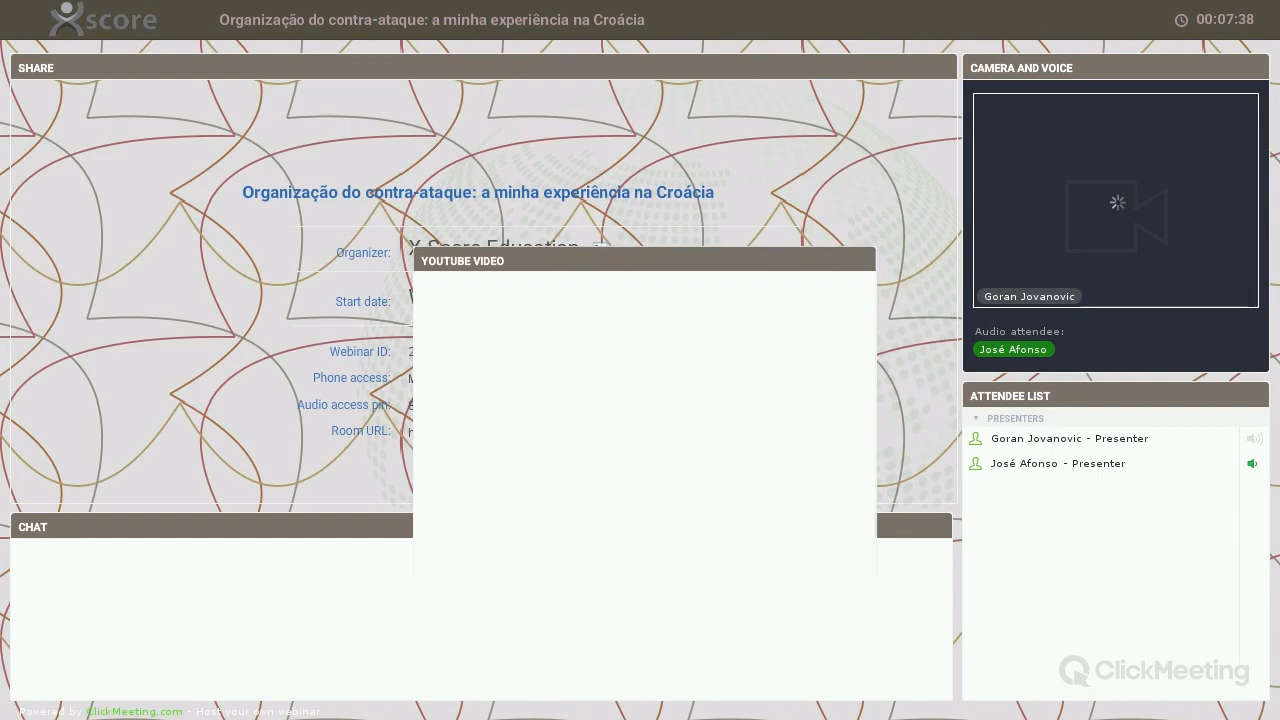 Xscore
Organização do contra-ataque: a minha experiência na Croácia
00:07:38
SHARE
CAMERA AND VOICE
Organização do contra-ataque: a minha experiência na Croácia
Organizer: X Score Education
YOUTUBE VIDEO
Start date:
Webinar ID: 2
Phone access:
Audio access pin:
Room URL: h
Goran Jovanovic
Audio attendee:
José Afonso
ATTENDEE LIST
PRESENTERS
Goran Jovanovic - Presenter
José Afonso - Presenter
CHAT
ClickMeeting
Powered by ClickMeeting.com - Host your own webinar